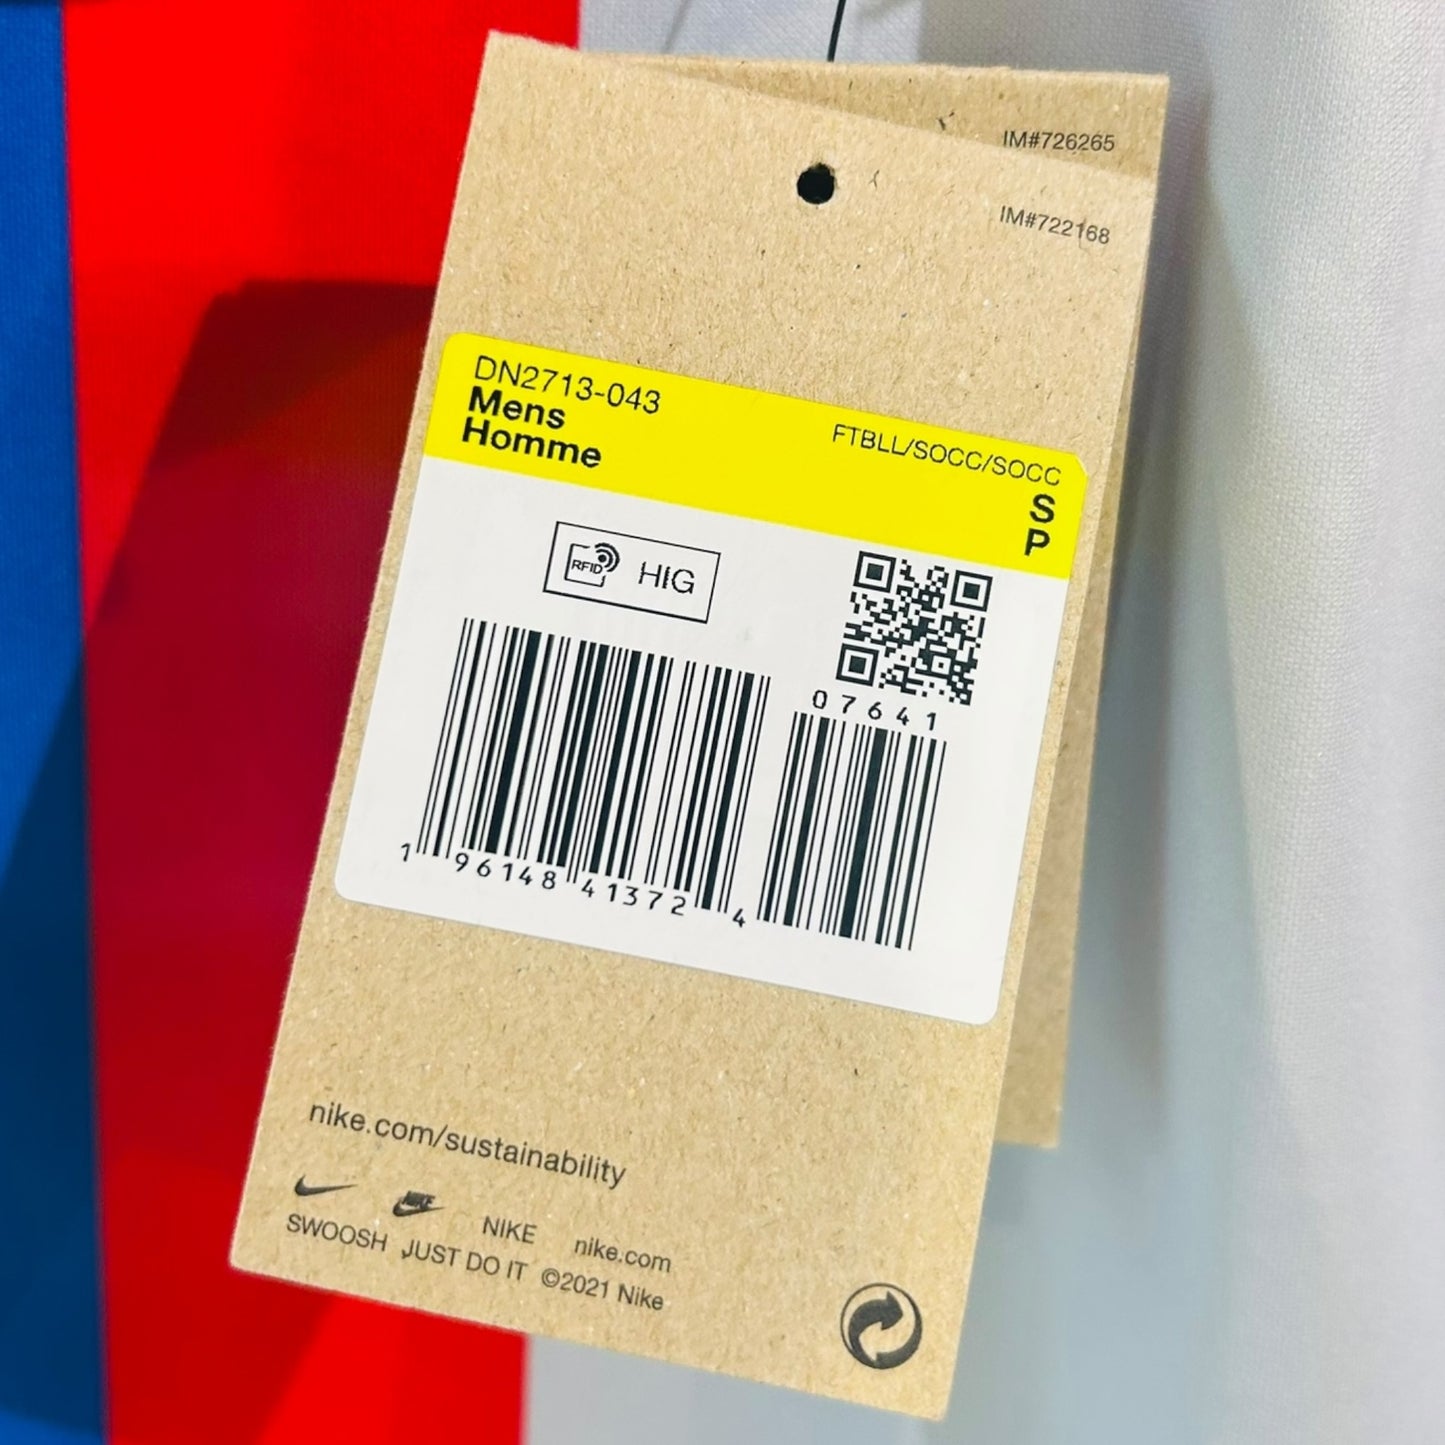 IM#726265
IM#722168
DN2713-043
Mens
Homme
FTBLL/SOCC/SOCC
S
P
RFID HIG
07641
1 96148 41372 4
nike.com/sustainability
NIKE NIKE nike.com
SWOOSH JUST DO IT ©2021 Nike